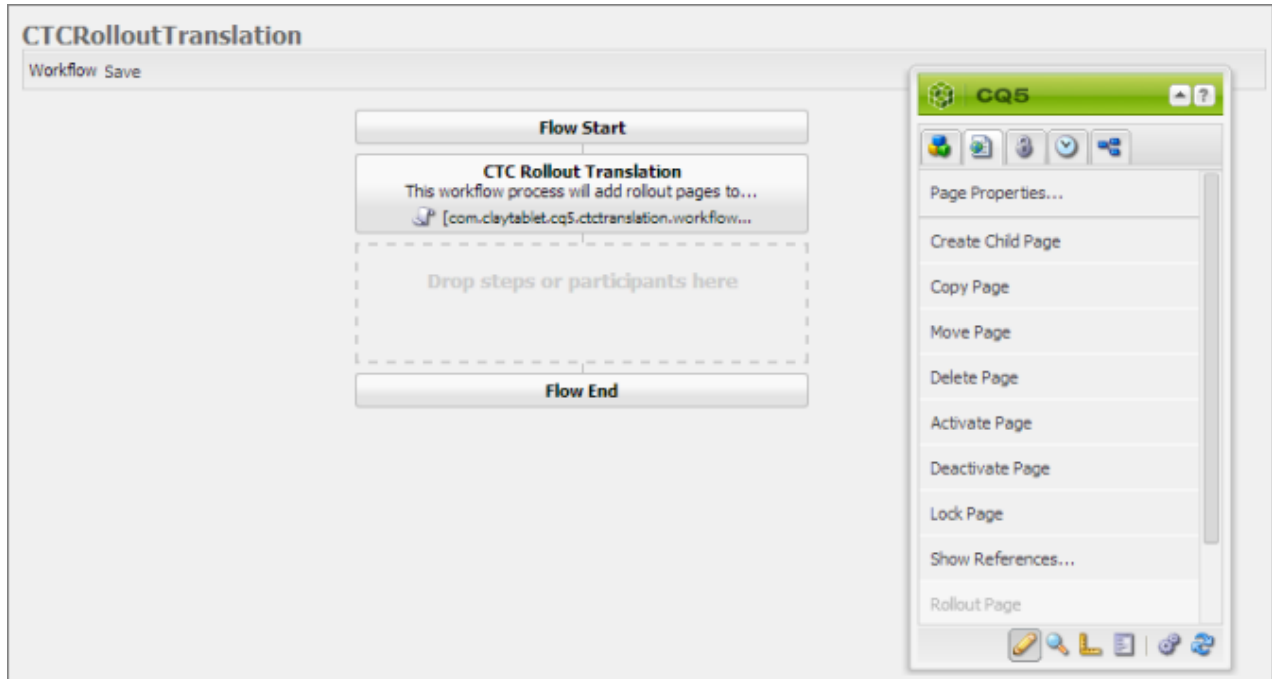 CTCRolloutTranslation
Workflow Save
Flow Start
CTC Rollout Translation
This workflow process will add rollout pages to...
[com.claytablet.cq5.ctctranslation.workflow...
Drop steps or participants here
Flow End
CQ5
?
Page Properties...
Create Child Page
Copy Page
Move Page
Delete Page
Activate Page
Deactivate Page
Lock Page
Show References...
Rollout Page